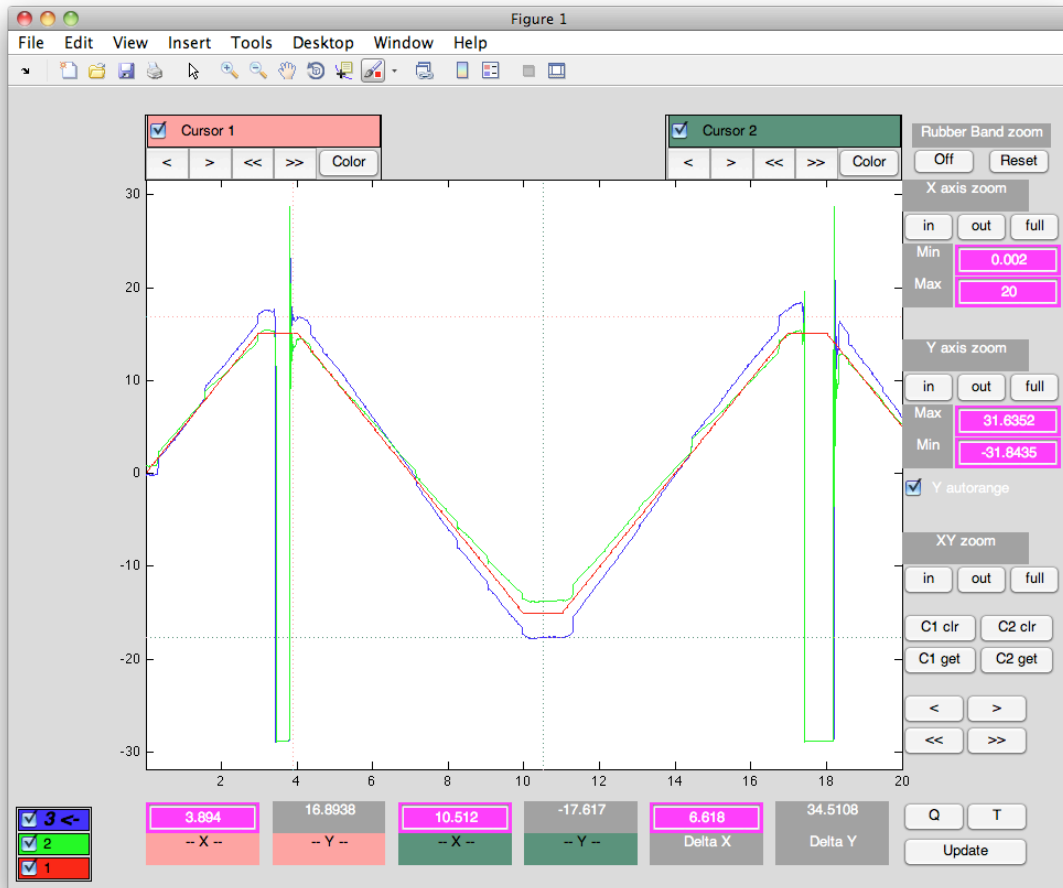 Figure 1
File Edit View Insert Tools Desktop Window Help
Cursor 1
< > << >> Color
Cursor 2
< > << >> Color
Rubber Band zoom
Off Reset
X axis zoom
in out full
Min 0.002
Max 20
Y axis zoom
in out full
Max 31.6352
Min -31.8435
Y autorange
XY zoom
in out full
C1 clr C2 clr
C1 get C2 get
< >
<< >>
30
20
10
0
-10
-20
-30
2 4 6 8 10 12 14 16 18 20
3 <-
2
1
3.894 16.8938 10.512 -17.617 6.618 34.5108
-- X -- -- Y -- -- X -- -- Y -- Delta X Delta Y
Q T
Update